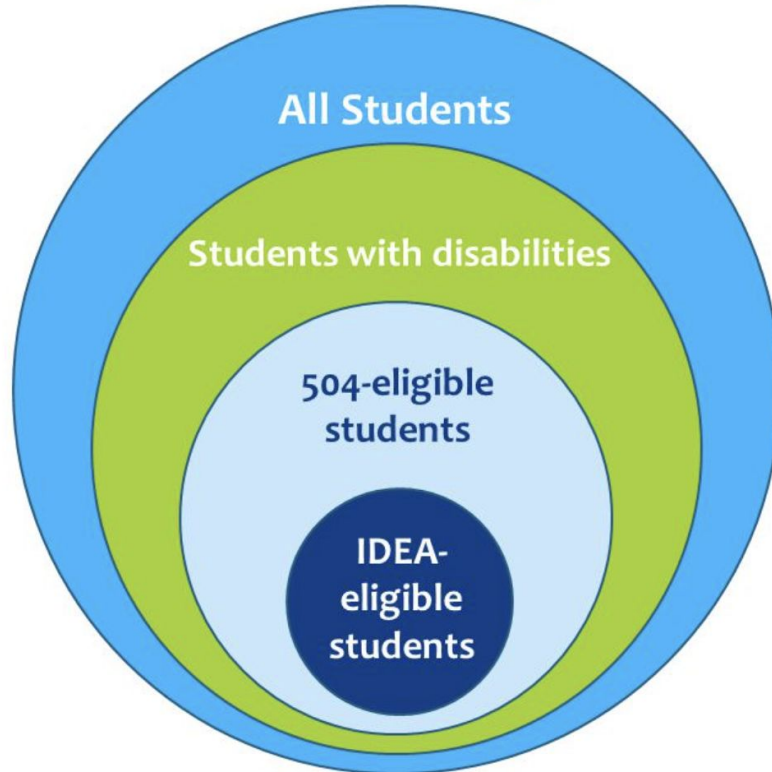 All Students
Students with disabilities
504-eligible
students
IDEA-
eligible
students